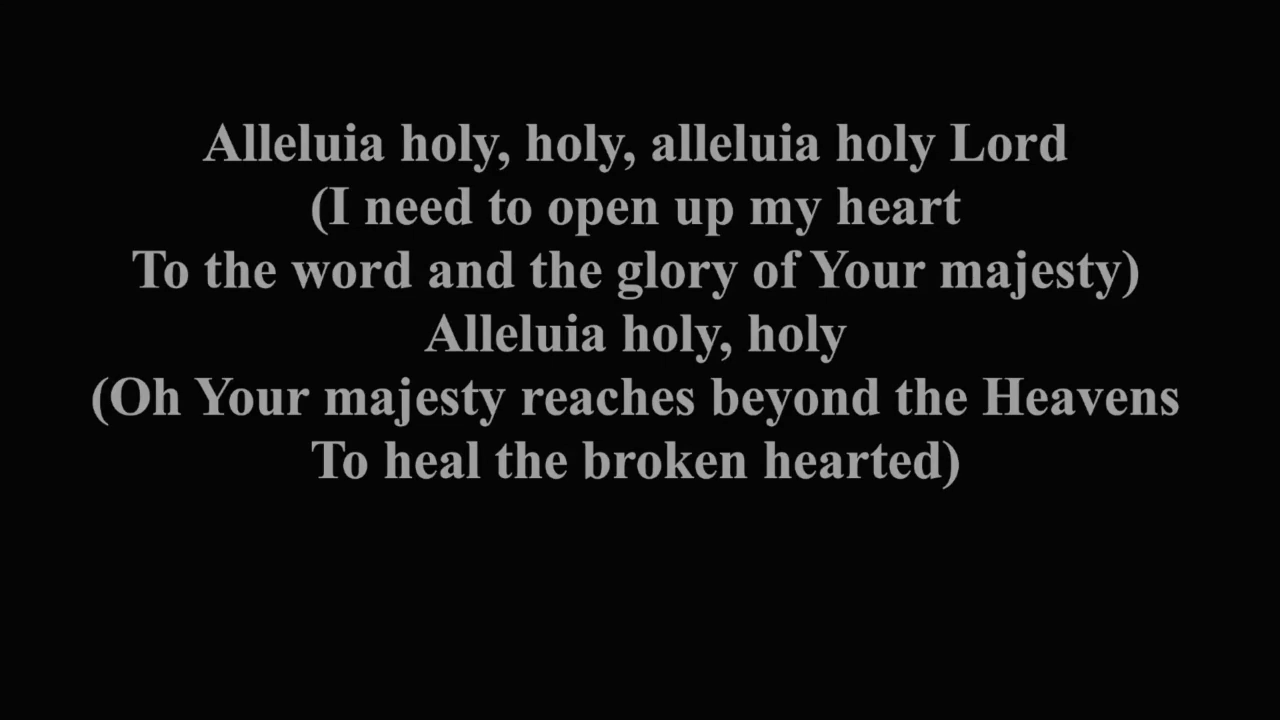 Alleluia holy, holy, alleluia holy Lord
(I need to open up my heart
To the word and the glory of Your majesty)
Alleluia holy, holy
(Oh Your majesty reaches beyond the Heavens
To heal the broken hearted)